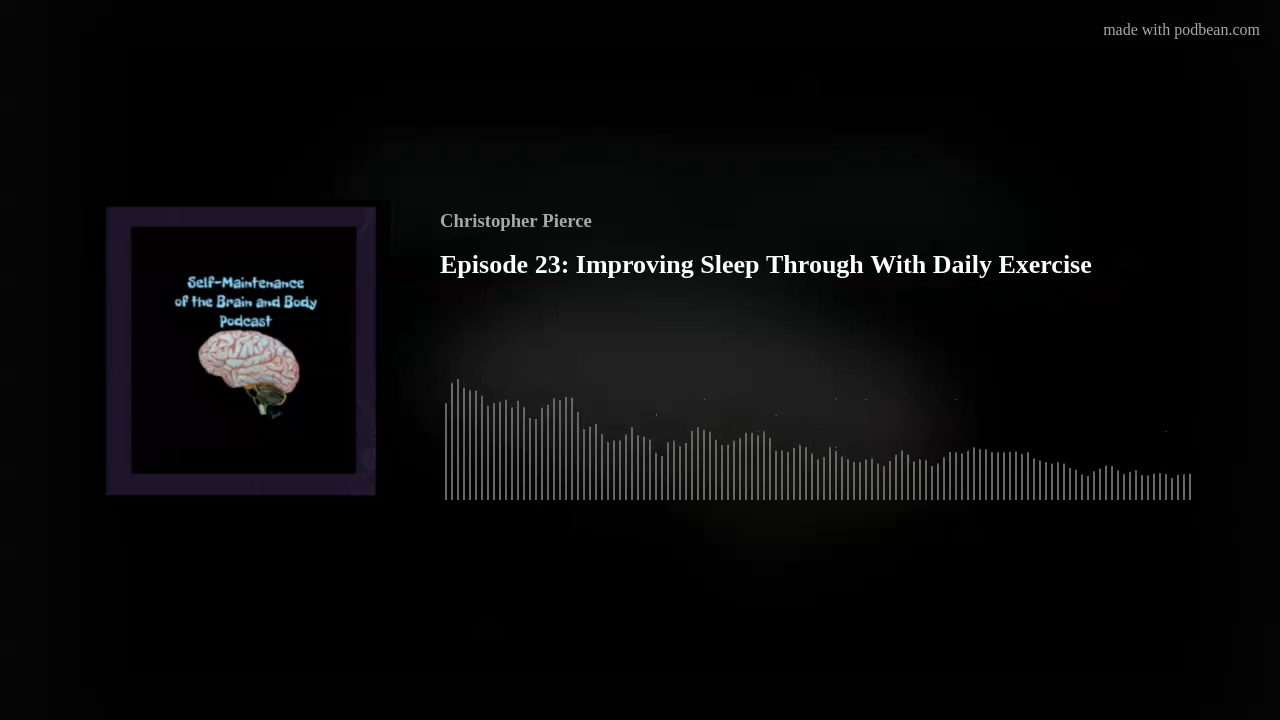 made with podbean.com
Christopher Pierce
Episode 23: Improving Sleep Through With Daily Exercise
Self-Maintenance
of the Brain and Body
Podcast